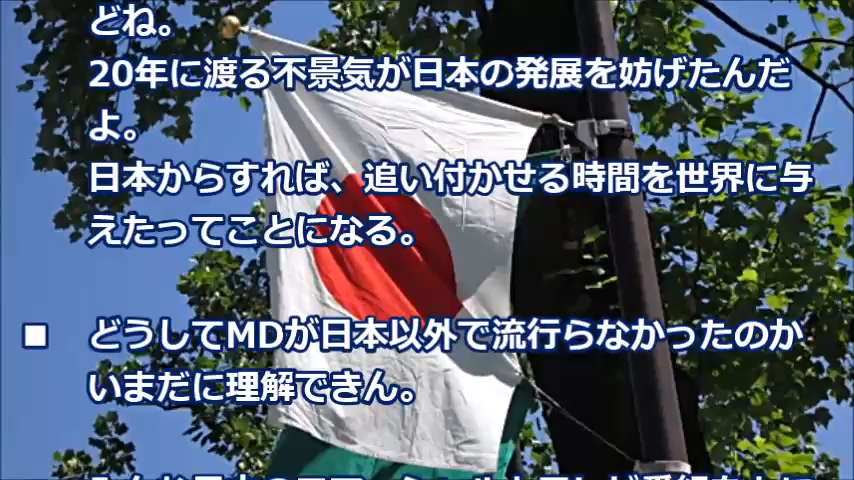 どね。
20年に渡る不景気が日本の発展を妨げたんだ
よ。
日本からすれば、追い付かせる時間を世界に与
えたってことになる。
■ どうしてMDが日本以外で流行らなかったのか
いまだに理解できん。